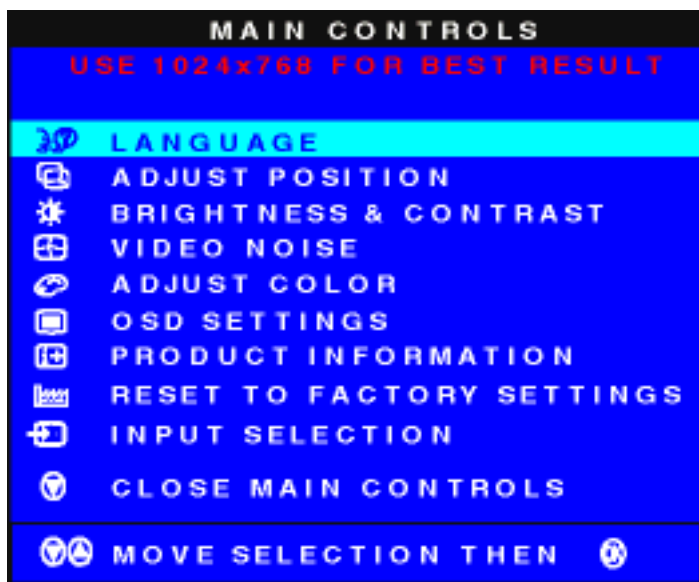 MAIN CONTROLS
USE 1024x768 FOR BEST RESULT
LANGUAGE
ADJUST POSITION
BRIGHTNESS & CONTRAST
VIDEO NOISE
ADJUST COLOR
OSD SETTINGS
PRODUCT INFORMATION
RESET TO FACTORY SETTINGS
INPUT SELECTION
CLOSE MAIN CONTROLS
MOVE SELECTION THEN OK